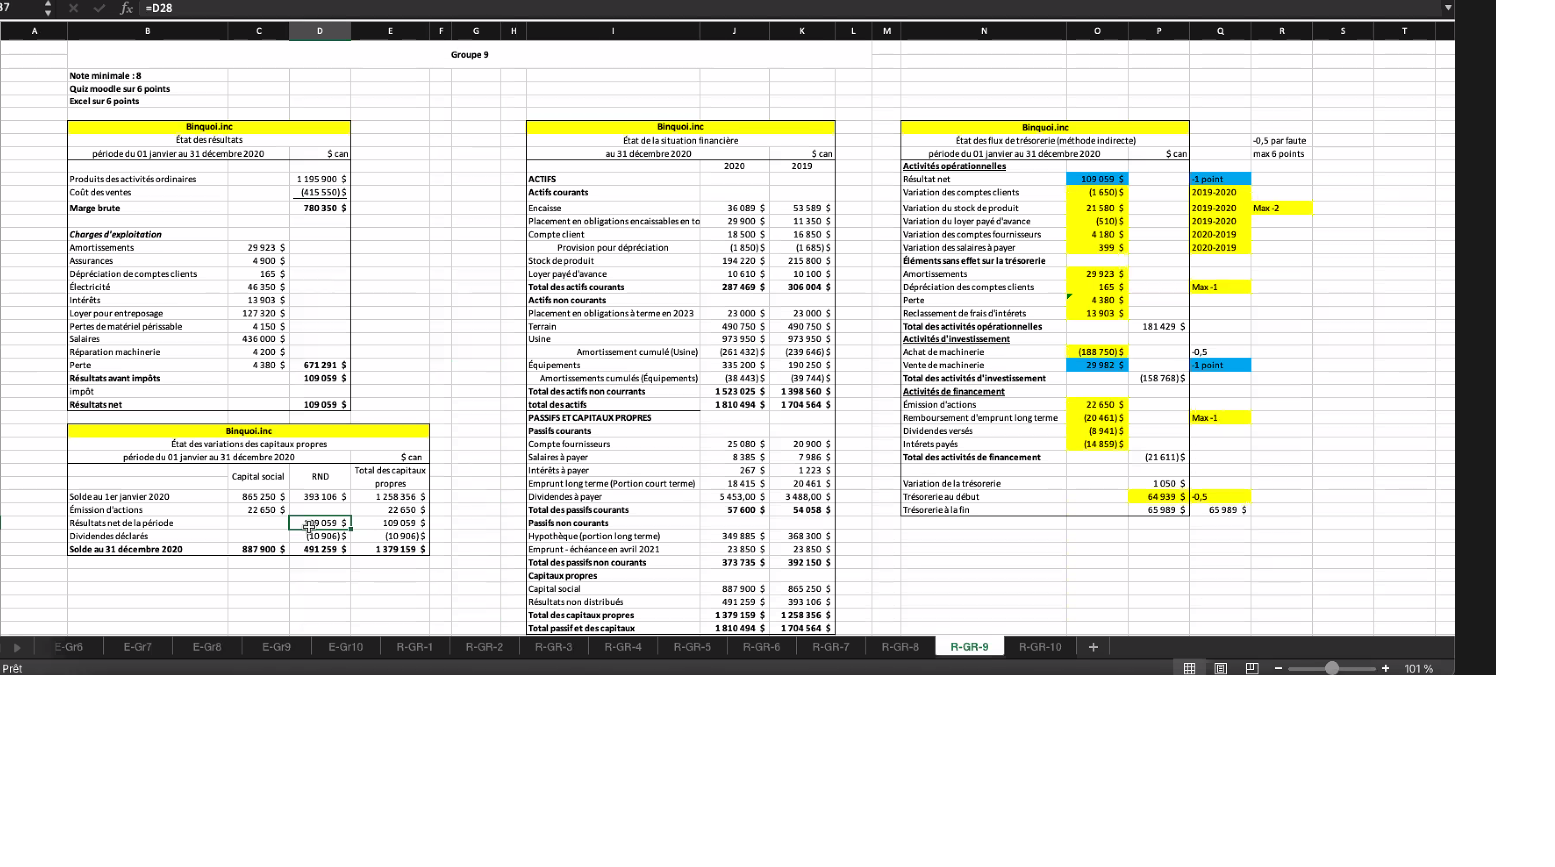 37 =D28
A B C D E F G H I J K L M N O P Q R S T
Groupe 9
Note minimale : 8
Quiz moodle sur 6 points
Excel sur 6 points
Binquoi.inc
État des résultats
période du 01 janvier au 31 décembre 2020 $ can
Produits des activités ordinaires 1 195 900 $
Coût des ventes (415 550) $
Marge brute 780 350 $
Charges d'exploitation
Amortissements 29 923 $
Assurances 4 900 $
Dépréciation de comptes clients 165 $
Électricité 46 350 $
Intérêts 13 903 $
Loyer pour entreposage 127 320 $
Pertes de matériel périssable 4 150 $
Salaires 436 000 $
Réparation machinerie 4 200 $
Perte 4 380 $ 671 291 $
Résultats avant impôts 109 059 $
impôt
Résultats net 109 059 $
Binquoi.inc
État des variations des capitaux propres
période du 01 janvier au 31 décembre 2020 $ can
Capital social RND Total des capitaux propres
Solde au 1er janvier 2020 865 250 $ 393 106 $ 1 258 356 $
Émission d'actions 22 650 $ 22 650 $
Résultats net de la période 109 059 $ 109 059 $
Dividendes déclarés (10 906) $ (10 906) $
Solde au 31 décembre 2020 887 900 $ 491 259 $ 1 379 159 $
Binquoi.inc
État de la situation financière
au 31 décembre 2020 $ can
2020 2019
ACTIFS
Actifs courants
Encaisse 36 089 $ 53 589 $
Placement en obligations encaissables en to 29 900 $ 11 350 $
Compte client 18 500 $ 16 850 $
Provision pour dépréciation (1 850) $ (1 685) $
Stock de produit 194 220 $ 215 800 $
Loyer payé d'avance 10 610 $ 10 100 $
Total des actifs courants 287 469 $ 306 004 $
Actifs non courants
Placement en obligations à terme en 2023 23 000 $ 23 000 $
Terrain 490 750 $ 490 750 $
Usine 973 950 $ 973 950 $
Amortissement cumulé (Usine) (261 432) $ (239 646) $
Équipements 335 200 $ 190 250 $
Amortissements cumulés (Équipements) (38 443) $ (39 744) $
Total des actifs non courrants 1 523 025 $ 1 398 560 $
total des actifs 1 810 494 $ 1 704 564 $
PASSIFS ET CAPITAUX PROPRES
Passifs courants
Compte fournisseurs 25 080 $ 20 900 $
Salaires à payer 8 385 $ 7 986 $
Intérêts à payer 267 $ 1 223 $
Emprunt long terme (Portion court terme) 18 415 $ 20 461 $
Dividendes à payer 5 453,00 $ 3 488,00 $
Total des passifs courants 57 600 $ 54 058 $
Passifs non courants
Hypothèque (portion long terme) 349 885 $ 368 300 $
Emprunt - échéance en avril 2021 23 850 $ 23 850 $
Total des passifs non courants 373 735 $ 392 150 $
Capitaux propres
Capital social 887 900 $ 865 250 $
Résultats non distribués 491 259 $ 393 106 $
Total des capitaux propres 1 379 159 $ 1 258 356 $
Total passif et des capitaux 1 810 494 $ 1 704 564 $
Binquoi.inc
État des flux de trésorerie (méthode indirecte) -0,5 par faute
période du 01 janvier au 31 décembre 2020 $ can max 6 points
Activités opérationnelles
Résultat net 109 059 $ -1 point
Variation des comptes clients (1 650) $ 2019-2020
Variation du stock de produit 21 580 $ 2019-2020 Max -2
Variation du loyer payé d'avance (510) $ 2019-2020
Variation des comptes fournisseurs 4 180 $ 2020-2019
Variation des salaires à payer 399 $ 2020-2019
Éléments sans effet sur la trésorerie
Amortissements 29 923 $
Dépréciation des comptes clients 165 $ Max -1
Perte 4 380 $
Reclassement de frais d'intérets 13 903 $
Total des activités opérationnelles 181 429 $
Activités d'investissement
Achat de machinerie (188 750) $ -0,5
Vente de machinerie 29 982 $ -1 point
Total des activités d'investissement (158 768) $
Activités de financement
Émission d'actions 22 650 $
Remboursement d'emprunt long terme (20 461) $ Max -1
Dividendes versés (8 941) $
Intérets payés (14 859) $
Total des activités de financement (21 611) $
Variation de la trésorerie 1 050 $
Trésorerie au début 64 939 $ -0,5
Trésorerie à la fin 65 989 $ 65 989 $
E-Gr6 E-Gr7 E-Gr8 E-Gr9 E-Gr10 R-GR-1 R-GR-2 R-GR-3 R-GR-4 R-GR-5 R-GR-6 R-GR-7 R-GR-8 R-GR-9 R-GR-10 +
Prêt 101 %